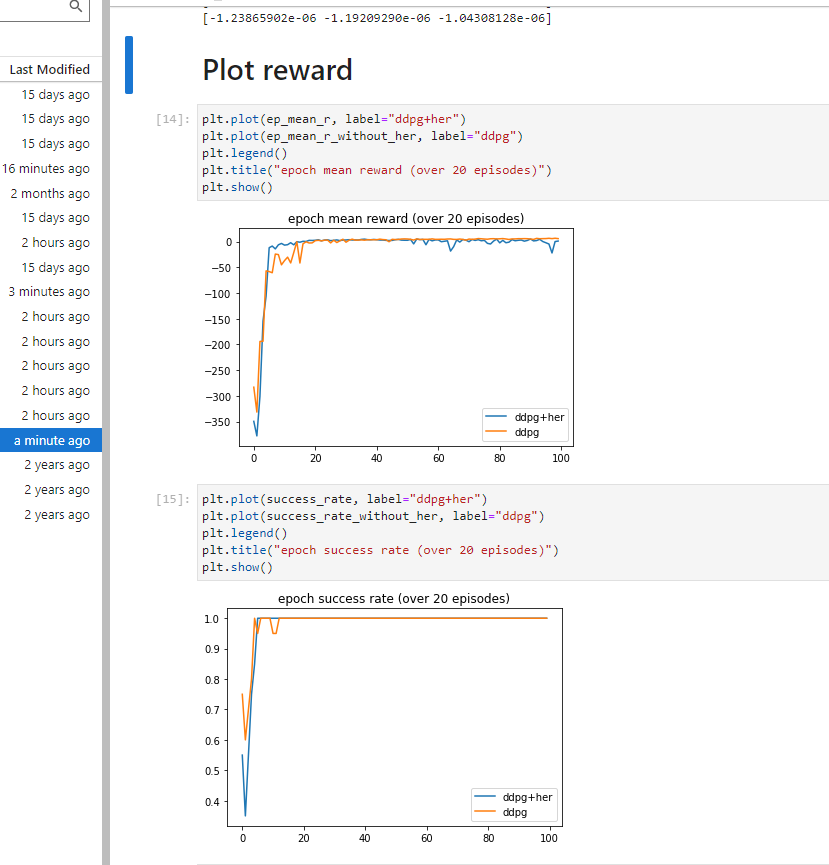 [-1.23865902e-06 -1.19209290e-06 -1.04308128e-06]
Last Modified
15 days ago
15 days ago
15 days ago
16 minutes ago
2 months ago
15 days ago
2 hours ago
15 days ago
3 minutes ago
2 hours ago
2 hours ago
2 hours ago
2 hours ago
2 hours ago
a minute ago
2 years ago
2 years ago
2 years ago
Plot reward
[14]:
plt.plot(ep_mean_r, label="ddpg+her")
plt.plot(ep_mean_r_without_her, label="ddpg")
plt.legend()
plt.title("epoch mean reward (over 20 episodes)")
plt.show()
epoch mean reward (over 20 episodes)
0
−50
−100
−150
−200
−250
−300
−350
ddpg+her
ddpg
0 20 40 60 80 100
[15]:
plt.plot(success_rate, label="ddpg+her")
plt.plot(success_rate_without_her, label="ddpg")
plt.legend()
plt.title("epoch success rate (over 20 episodes)")
plt.show()
epoch success rate (over 20 episodes)
1.0
0.9
0.8
0.7
0.6
0.5
0.4
ddpg+her
ddpg
0 20 40 60 80 100